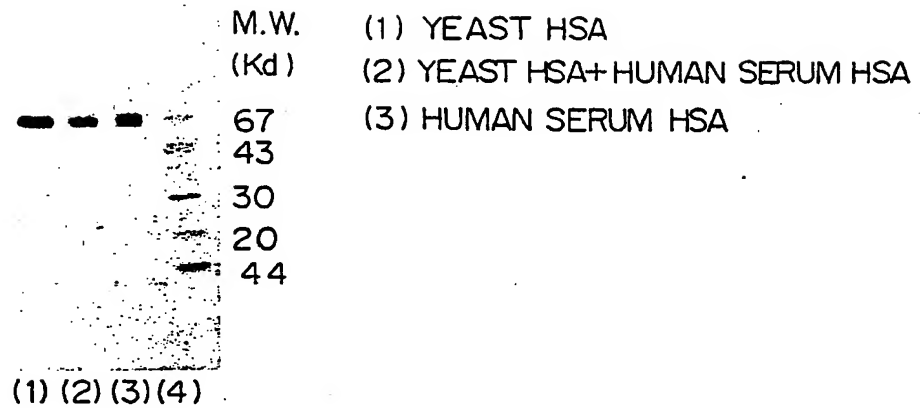 M.W.
(Kd)
67
43
30
20
44
(1) YEAST HSA
(2) YEAST HSA+HUMAN SERUM HSA
(3) HUMAN SERUM HSA
(1) (2) (3) (4)